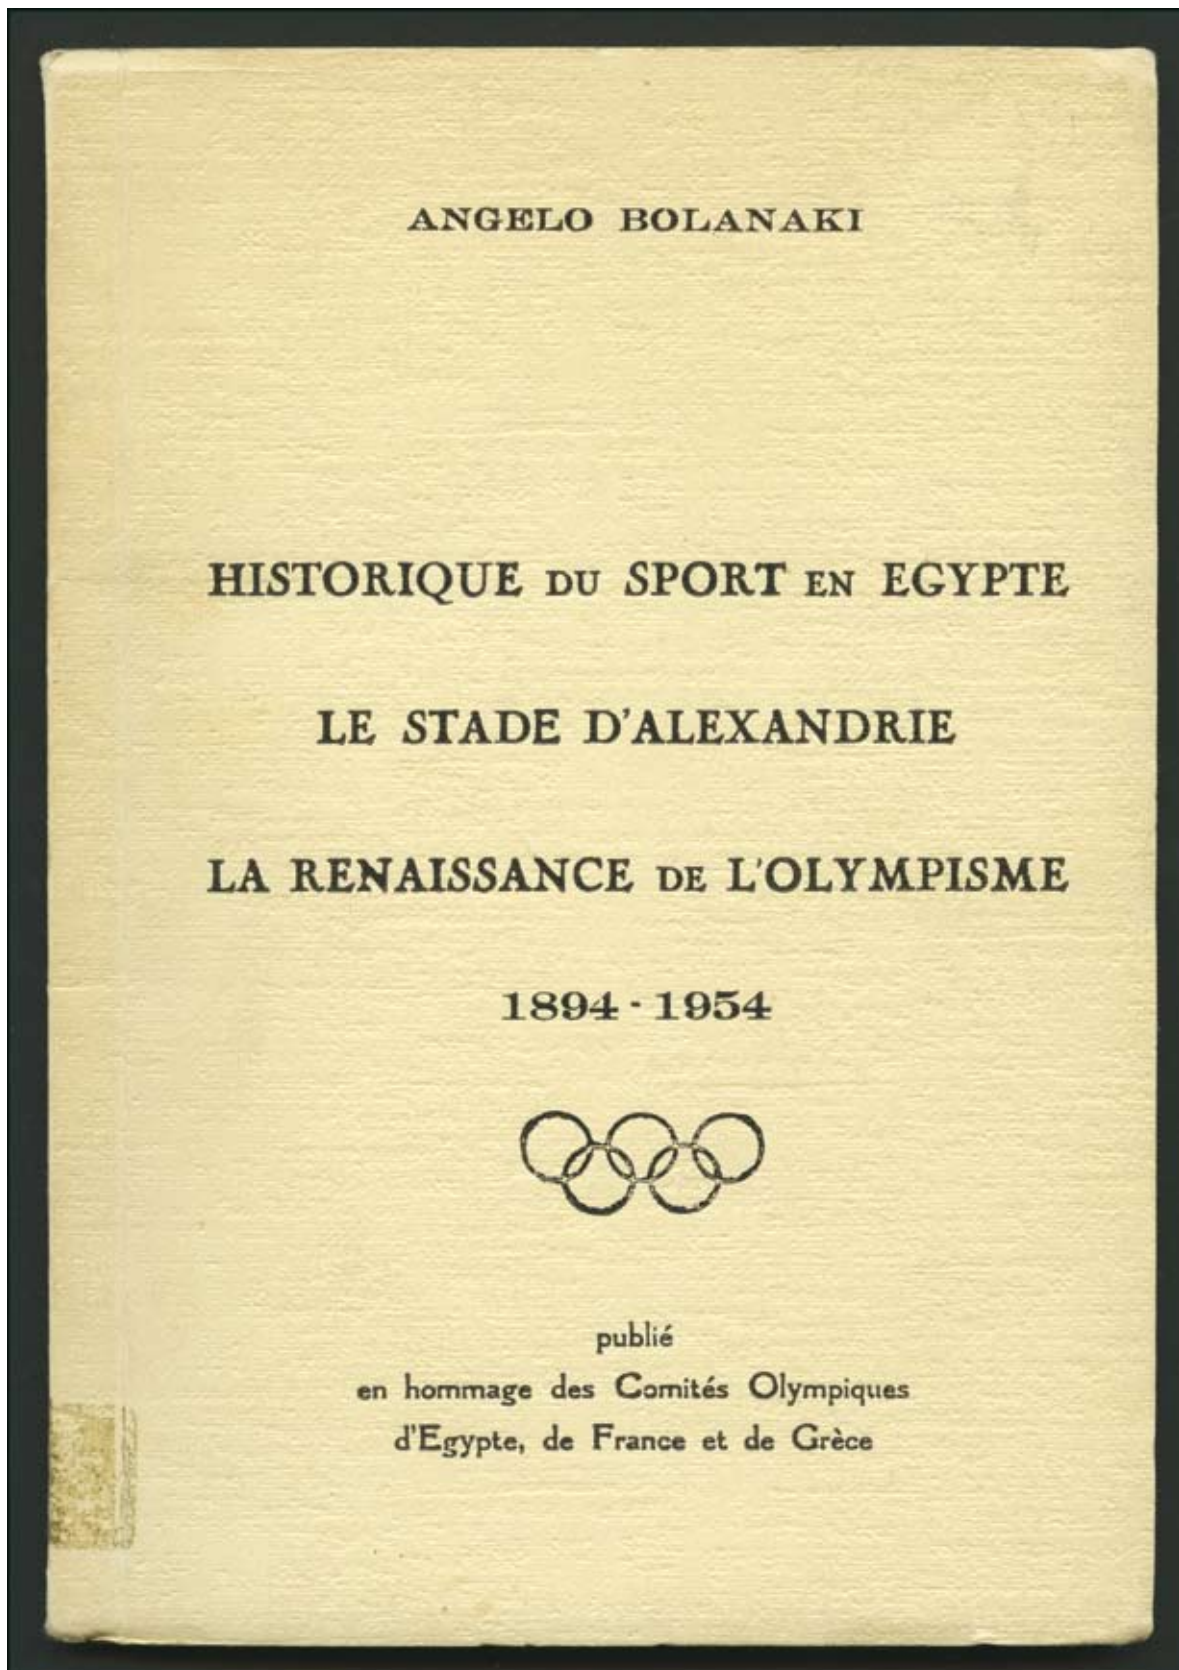 ANGELO BOLANAKI
HISTORIQUE DU SPORT EN EGYPTE
LE STADE D'ALEXANDRIE
LA RENAISSANCE DE L'OLYMPISME
1894 - 1954
publié
en hommage des Comités Olympiques
d'Egypte, de France et de Grèce